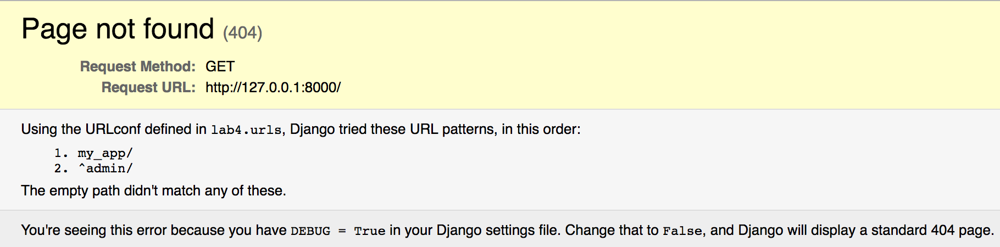 Page not found (404)
Request Method: GET
Request URL: http://127.0.0.1:8000/
Using the URLconf defined in lab4.urls, Django tried these URL patterns, in this order:
1. my_app/
2. ^admin/
The empty path didn't match any of these.
You're seeing this error because you have DEBUG = True in your Django settings file. Change that to False, and Django will display a standard 404 page.